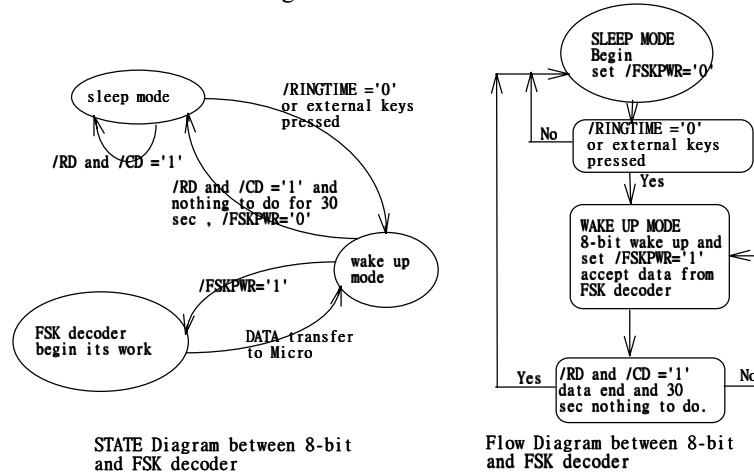 sleep mode
/RINGTIME ='0'
or external keys
pressed
/RD and /CD ='1'
/RD and /CD ='1' and
nothing to do for 30
sec , /FSKPWR='0'
wake up
mode
/FSKPWR='1'
FSK decoder
begin its work
DATA transfer
to Micro
STATE Diagram between 8-bit
and FSK decoder
SLEEP MODE
Begin
set /FSKPWR='0'
No
/RINGTIME ='0'
or external keys
pressed
Yes
WAKE UP MODE
8-bit wake up and
set /FSKPWR='1'
accept data from
FSK decoder
Yes
/RD and /CD ='1'
data end and 30
sec nothing to do.
No
Flow Diagram between 8-bit
and FSK decoder